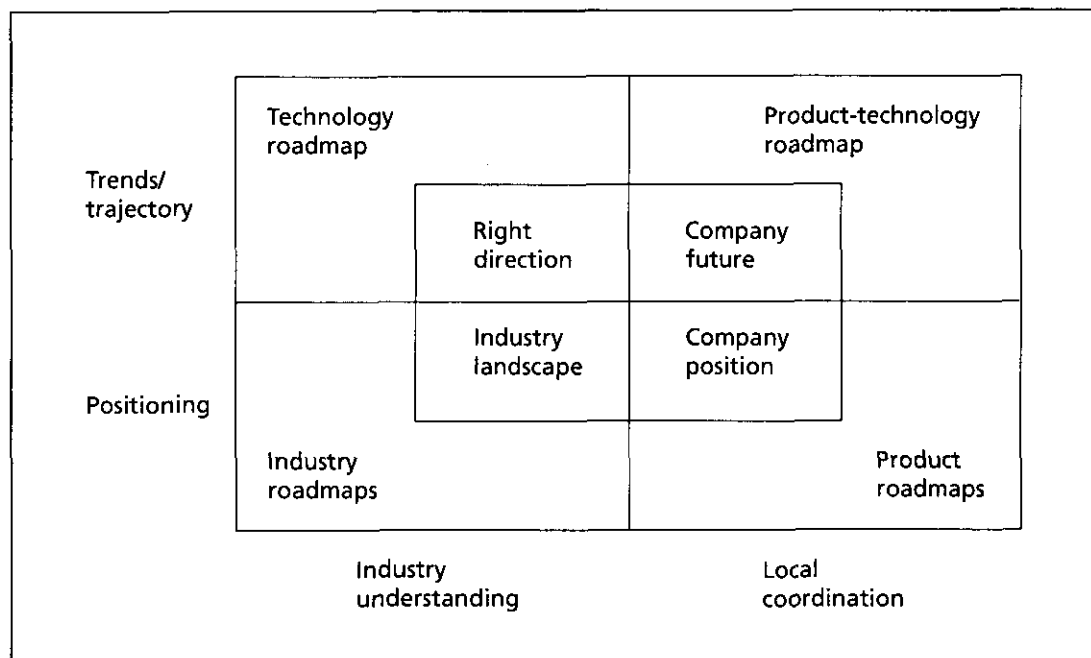 Technology
roadmap
Product-technology
roadmap
Trends/
trajectory
Right
direction
Company
future
Industry
landscape
Company
position
Positioning
Industry
roadmaps
Product
roadmaps
Industry
understanding
Local
coordination